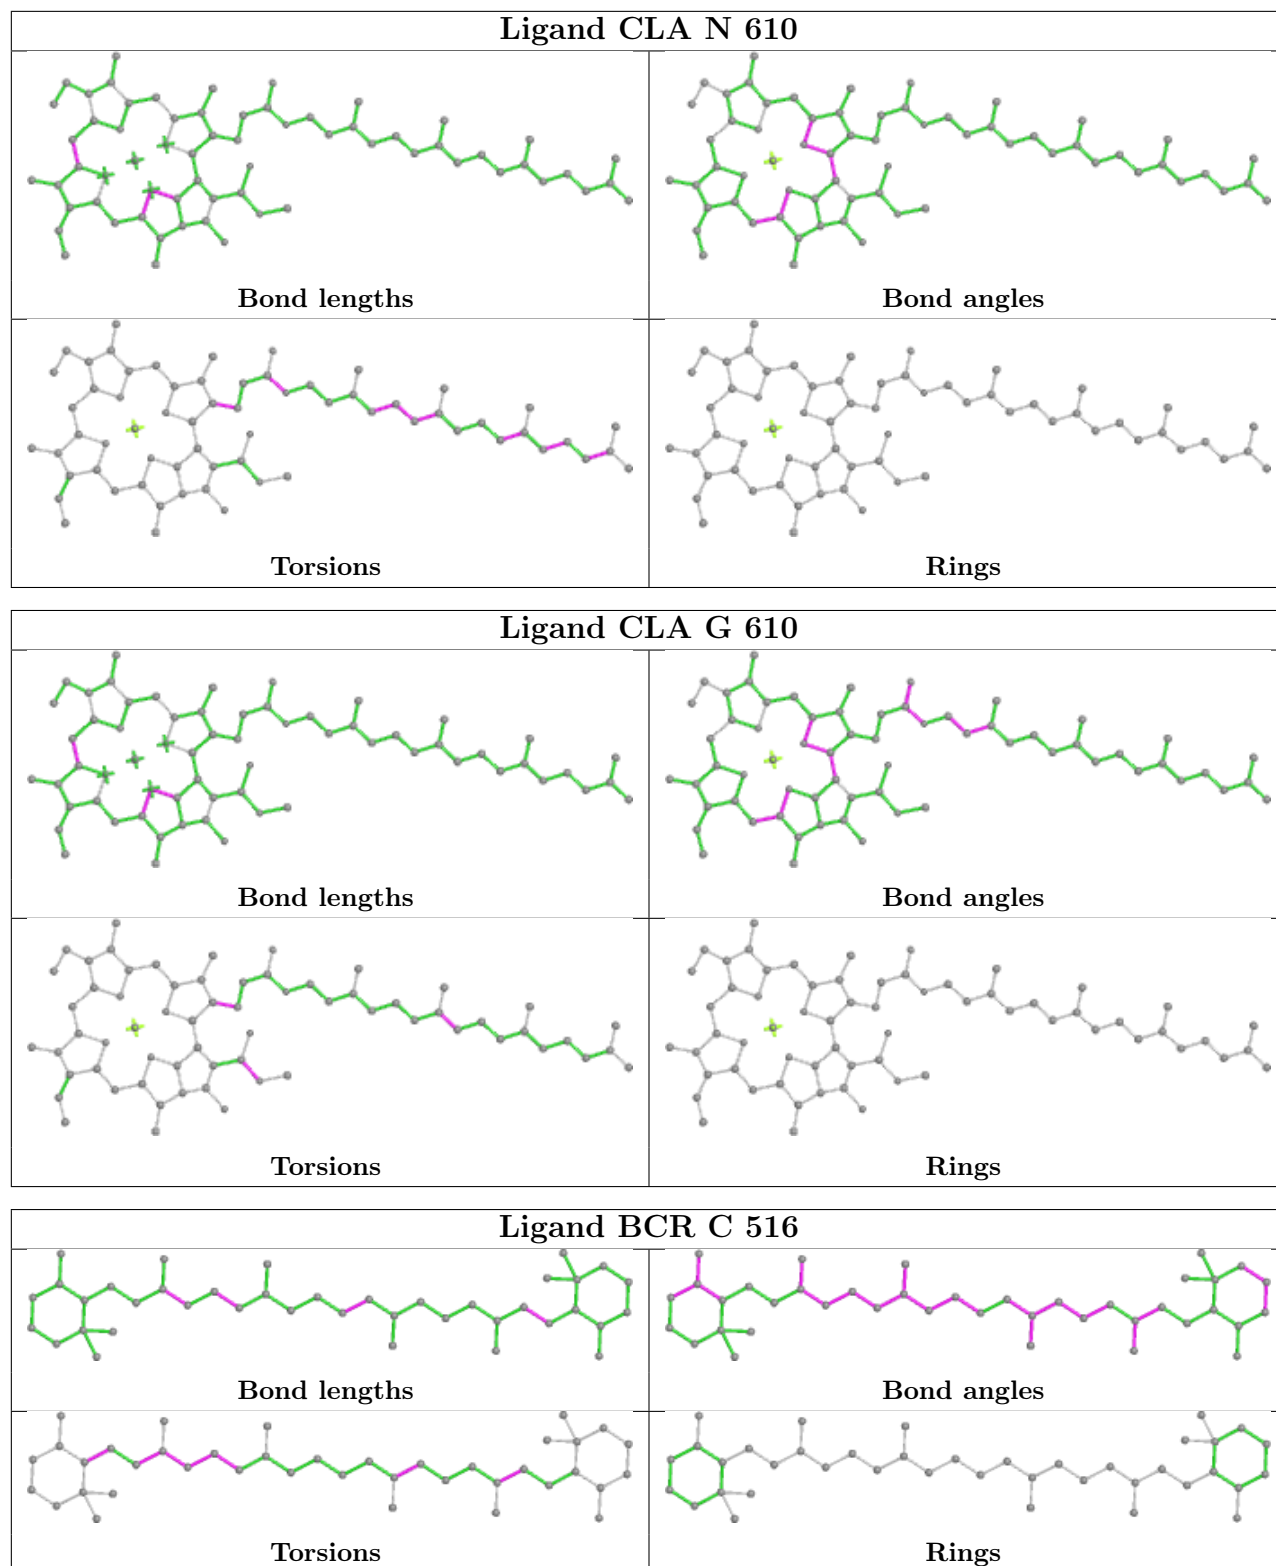 Ligand CLA N 610
Bond lengths
Bond angles
Torsions
Rings
Ligand CLA G 610
Bond lengths
Bond angles
Torsions
Rings
Ligand BCR C 516
Bond lengths
Bond angles
Torsions
Rings